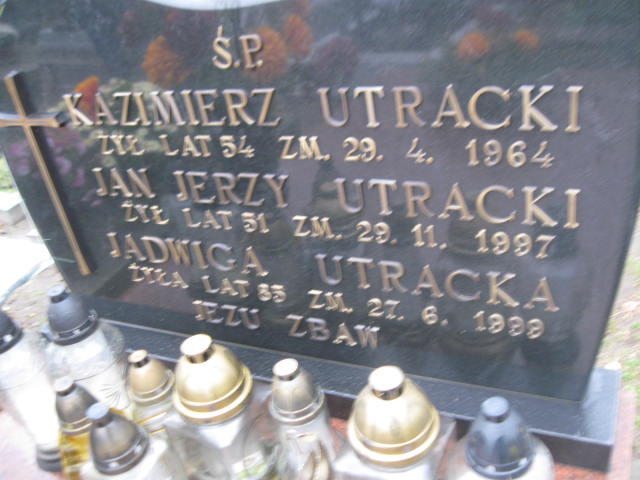 Ś.P.
KAZIMIERZ UTRACKI
ŻYŁ LAT 54 ZM. 29. 4. 1964
JAN JERZY UTRACKI
ŻYŁ LAT 51 ZM. 29. 11. 1997
JADWIGA UTRACKA
ŻYŁA LAT 85 ZM. 27. 6. 1999
JEZU ZBAW